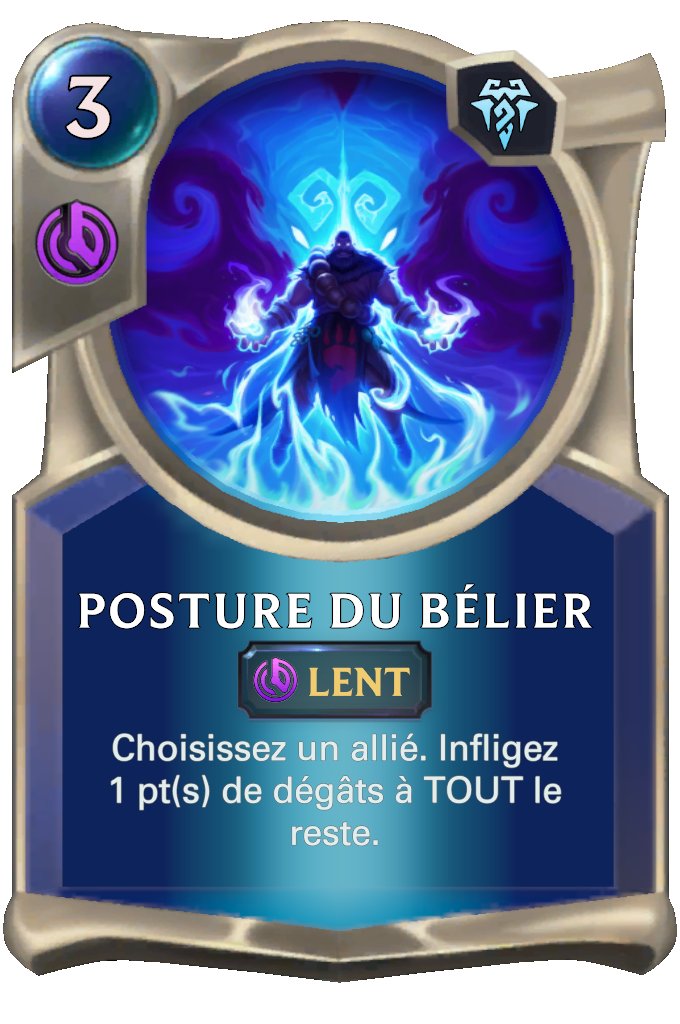 3
POSTURE DU BÉLIER
LENT
Choisissez un allié. Infligez
1 pt(s) de dégâts à TOUT le
reste.